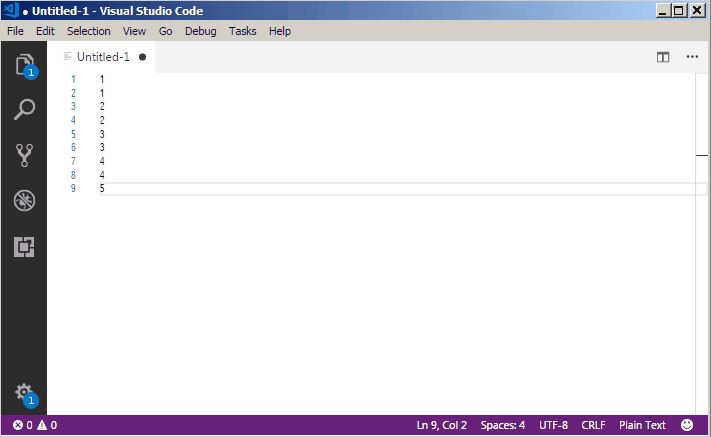 ● Untitled-1 - Visual Studio Code
File Edit Selection View Go Debug Tasks Help
1
Untitled-1 ●
1 1
2 1
3 2
4 2
5 3
6 3
7 4
8 4
9 5
1
0 0 Ln 9, Col 2 Spaces: 4 UTF-8 CRLF Plain Text